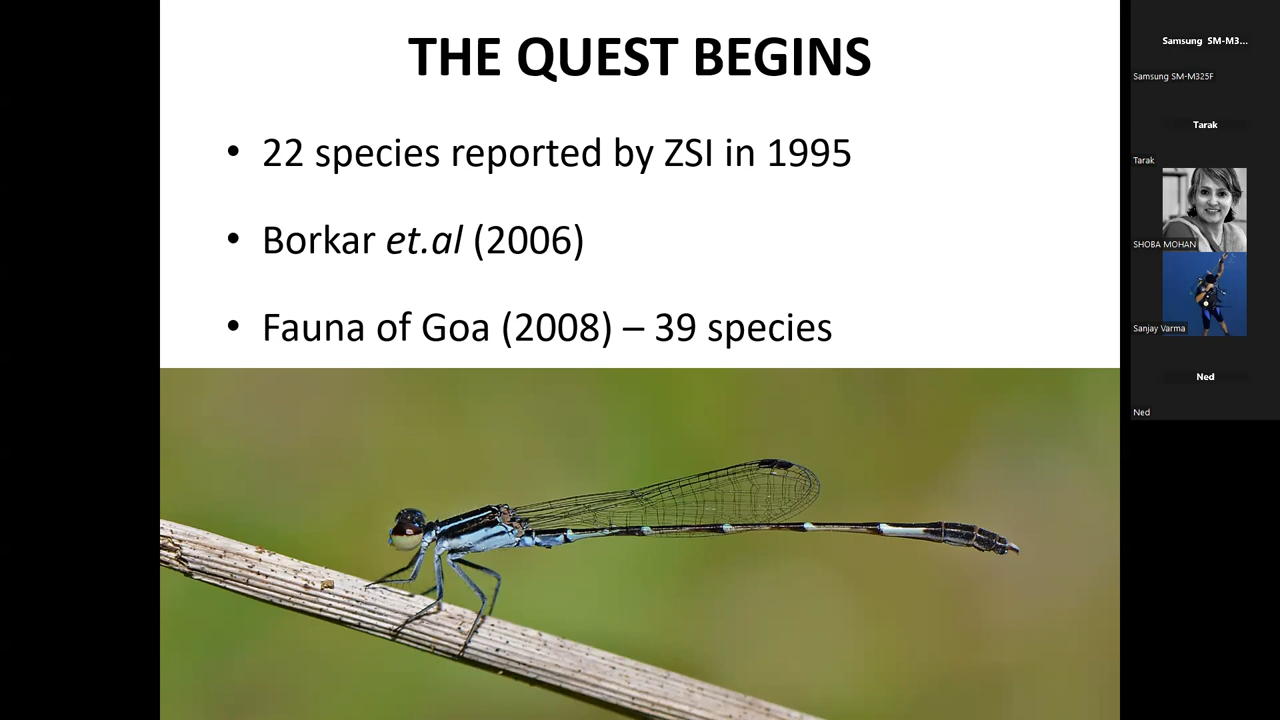 THE QUEST BEGINS
• 22 species reported by ZSI in 1995
• Borkar et.al (2006)
• Fauna of Goa (2008) – 39 species
Samsung SM-M3...
Samsung SM-M325F
Tarak
Tarak
SHOBA MOHAN
Sanjay Varma
Ned
Ned